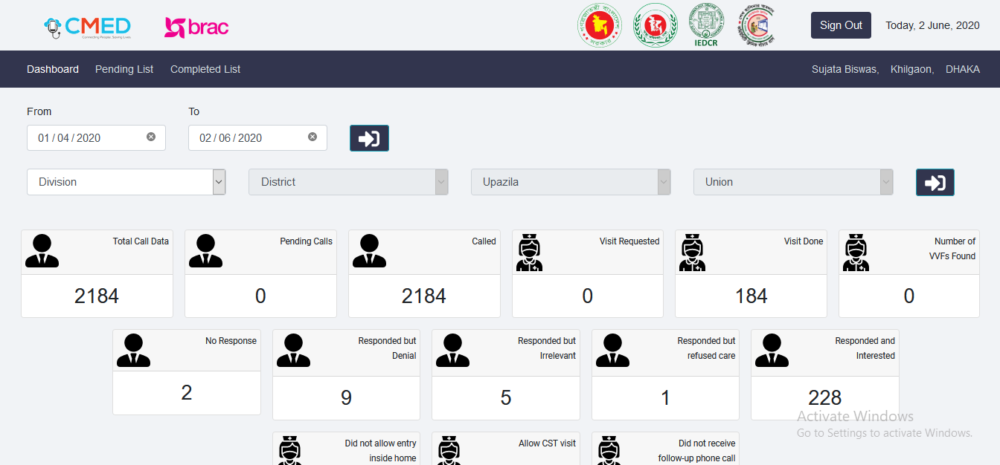 CMED
Connecting People. Saving Lives
brac
IEDCR
Sign Out
Today, 2 June, 2020
Dashboard
Pending List
Completed List
Sujata Biswas,
Khilgaon,
DHAKA
From
To
01 / 04 / 2020
02 / 06 / 2020
Division
District
Upazila
Union
Total Call Data
2184
Pending Calls
0
Called
2184
Visit Requested
0
Visit Done
184
Number of
VVFs Found
0
No Response
2
Responded but
Denial
9
Responded but
Irrelevant
5
Responded but
refused care
1
Responded and
Interested
228
Activate Windows
Go to Settings to activate Windows.
Did not allow entry
inside home
Allow CST visit
Did not receive
follow-up phone call